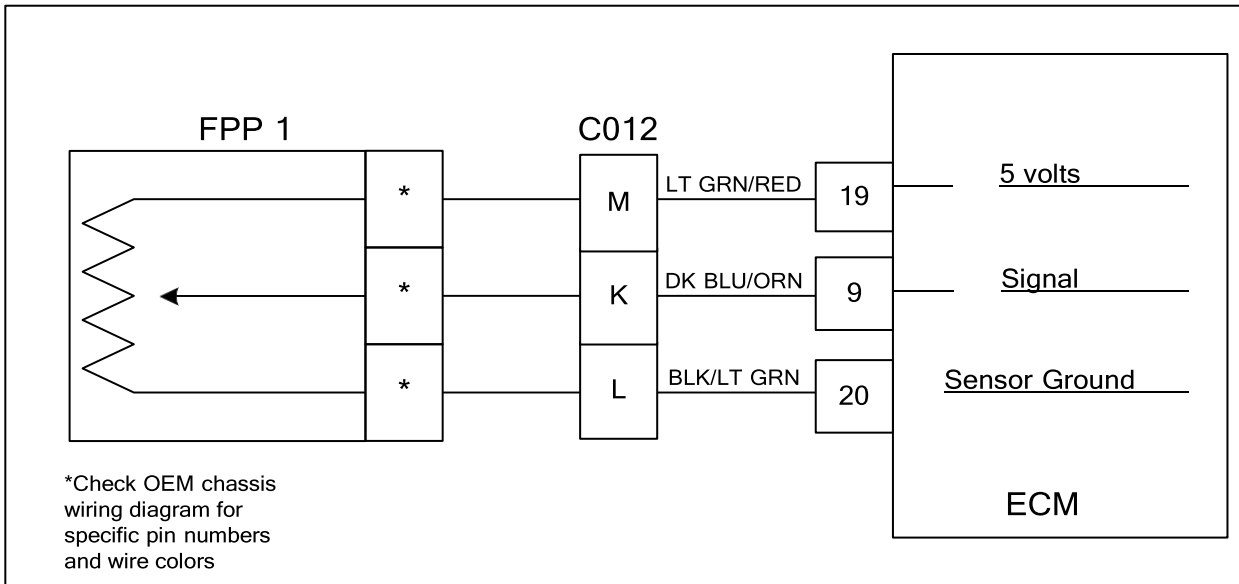 FPP 1
C012
*
M
LT GRN/RED
19
5 volts
*
K
DK BLU/ORN
9
Signal
*
L
BLK/LT GRN
20
Sensor Ground
*Check OEM chassis
wiring diagram for
specific pin numbers
and wire colors
ECM